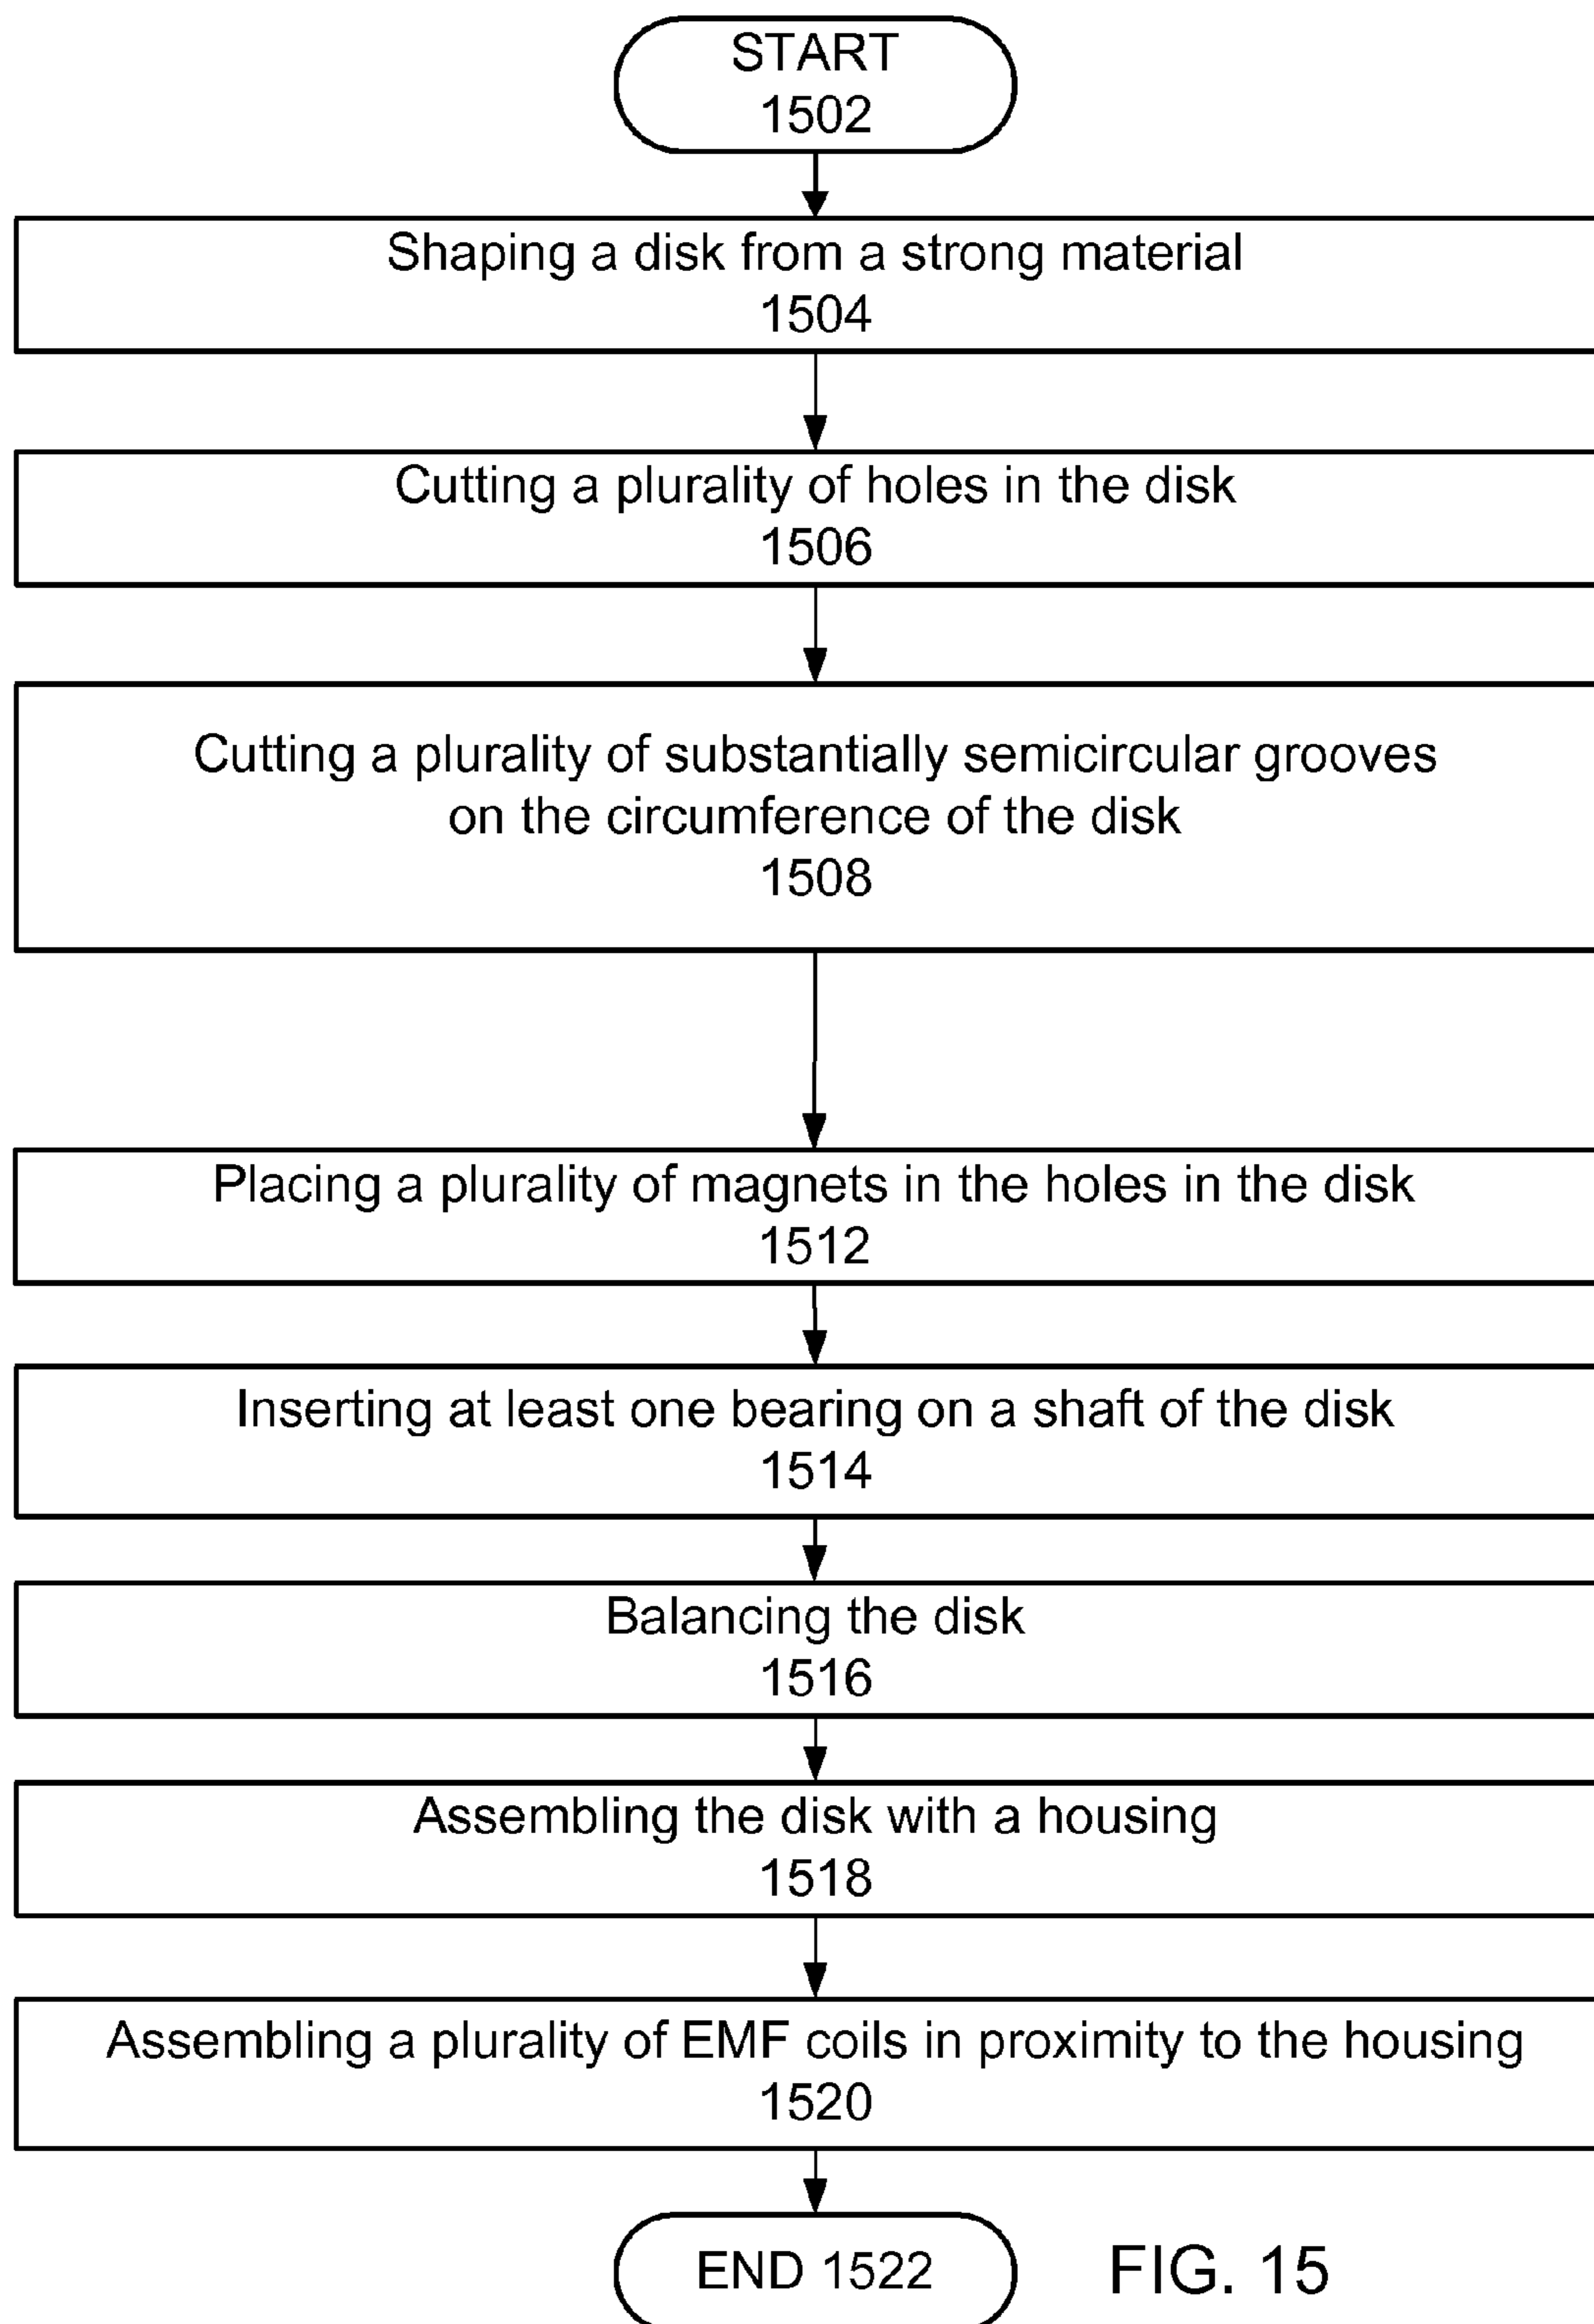 START
1502
Shaping a disk from a strong material
1504
Cutting a plurality of holes in the disk
1506
Cutting a plurality of substantially semicircular grooves
on the circumference of the disk
1508
Placing a plurality of magnets in the holes in the disk
1512
Inserting at least one bearing on a shaft of the disk
1514
Balancing the disk
1516
Assembling the disk with a housing
1518
Assembling a plurality of EMF coils in proximity to the housing
1520
END 1522
FIG. 15